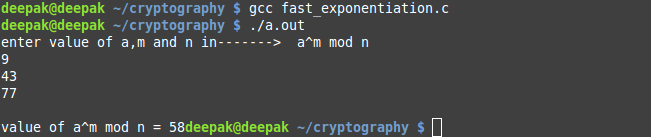 deepak@deepak ~/cryptography $ gcc fast_exponentiation.c
deepak@deepak ~/cryptography $ ./a.out
enter value of a,m and n in-------> a^m mod n
9
43
77
value of a^m mod n = 58deepak@deepak ~/cryptography $